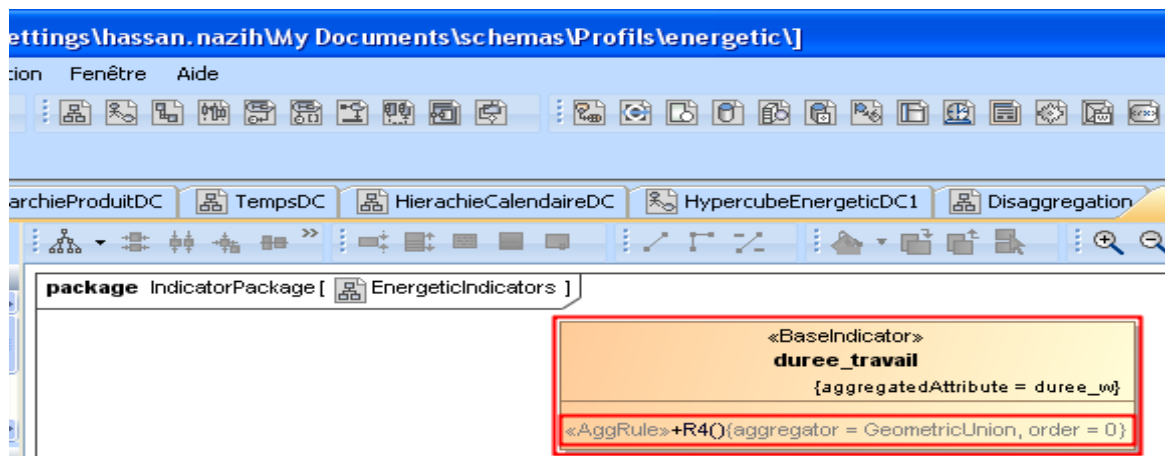 ettings\hassan.nazih\My Documents\schemas\Profils\energetic\]
tion Fenêtre Aide
archieProduitDC TempsDC HierachieCalendaireDC HypercubeEnergeticDC1 Disaggregation
package IndicatorPackage [ EnergeticIndicators ]
«BaseIndicator»
duree_travail
{aggregatedAttribute = duree_w}
«AggRule»+R4(){aggregator = GeometricUnion, order = 0}